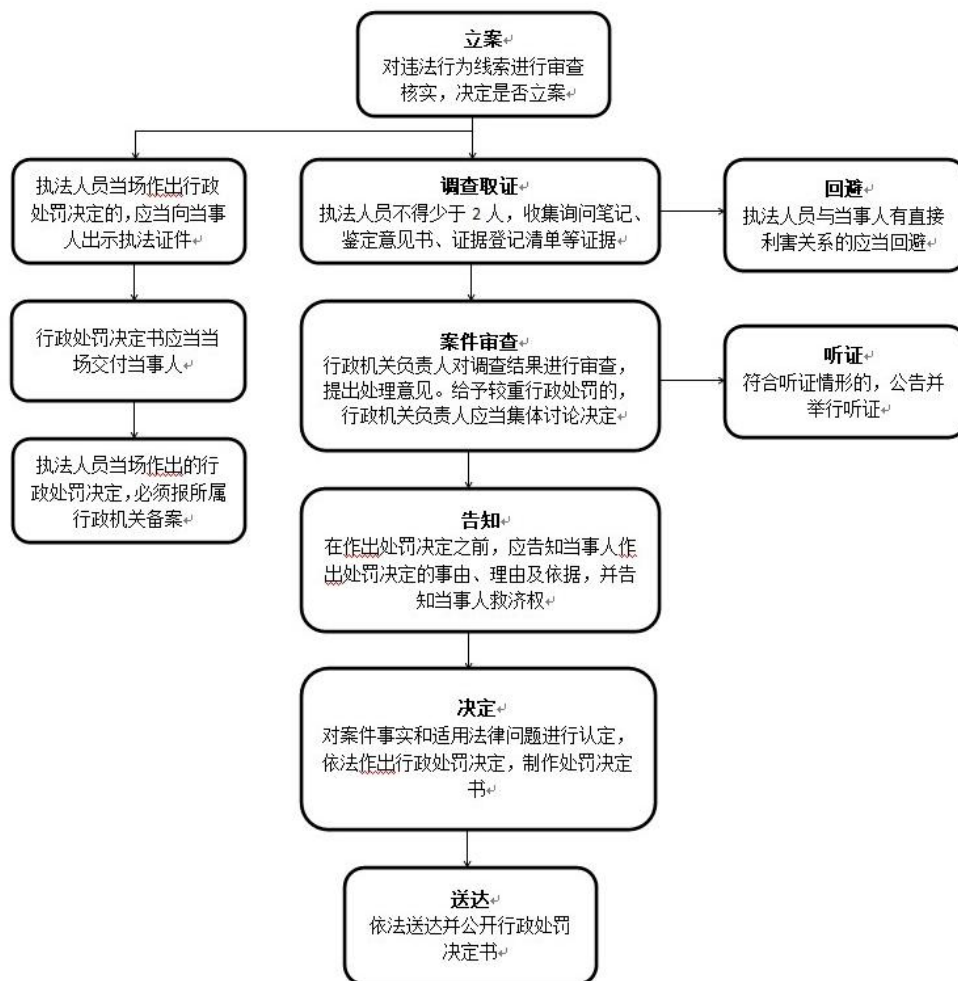 立案
对违法行为线索进行审查
核实，决定是否立案
执法人员当场作出行政
处罚决定的，应当向当事
人出示执法证件
调查取证
执法人员不得少于 2 人，收集询问笔记、
鉴定意见书、证据登记清单等证据
回避
执法人员与当事人有直接
利害关系的应当回避
行政处罚决定书应当当
场交付当事人
案件审查
行政机关负责人对调查结果进行审查，
提出处理意见。给予较重行政处罚的，
行政机关负责人应当集体讨论决定
听证
符合听证情形的，公告并
举行听证
执法人员当场作出的行
政处罚决定，必须报所属
行政机关备案
告知
在作出处罚决定之前，应告知当事人作
出处罚决定的事由、理由及依据，并告
知当事人救济权
决定
对案件事实和适用法律问题进行认定，
依法作出行政处罚决定，制作处罚决定
书
送达
依法送达并公开行政处罚
决定书